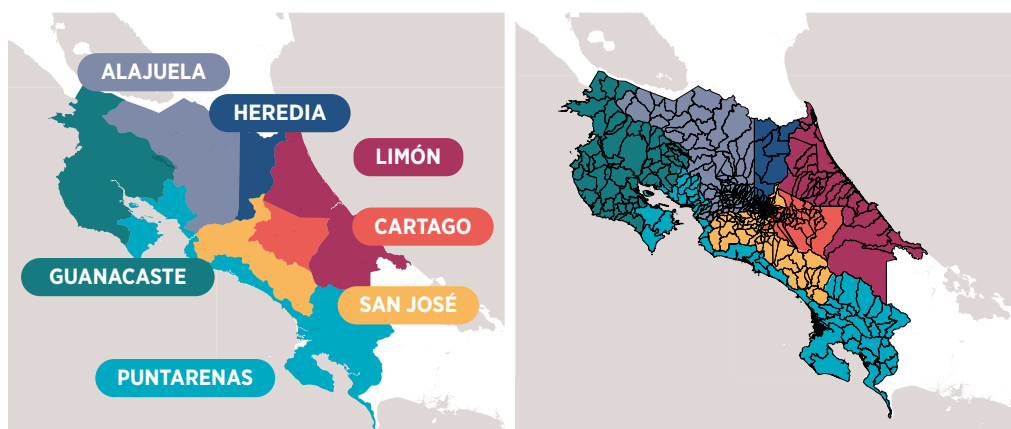 ALAJUELA
HEREDIA
LIMÓN
CARTAGO
GUANACASTE
SAN JOSÉ
PUNTARENAS